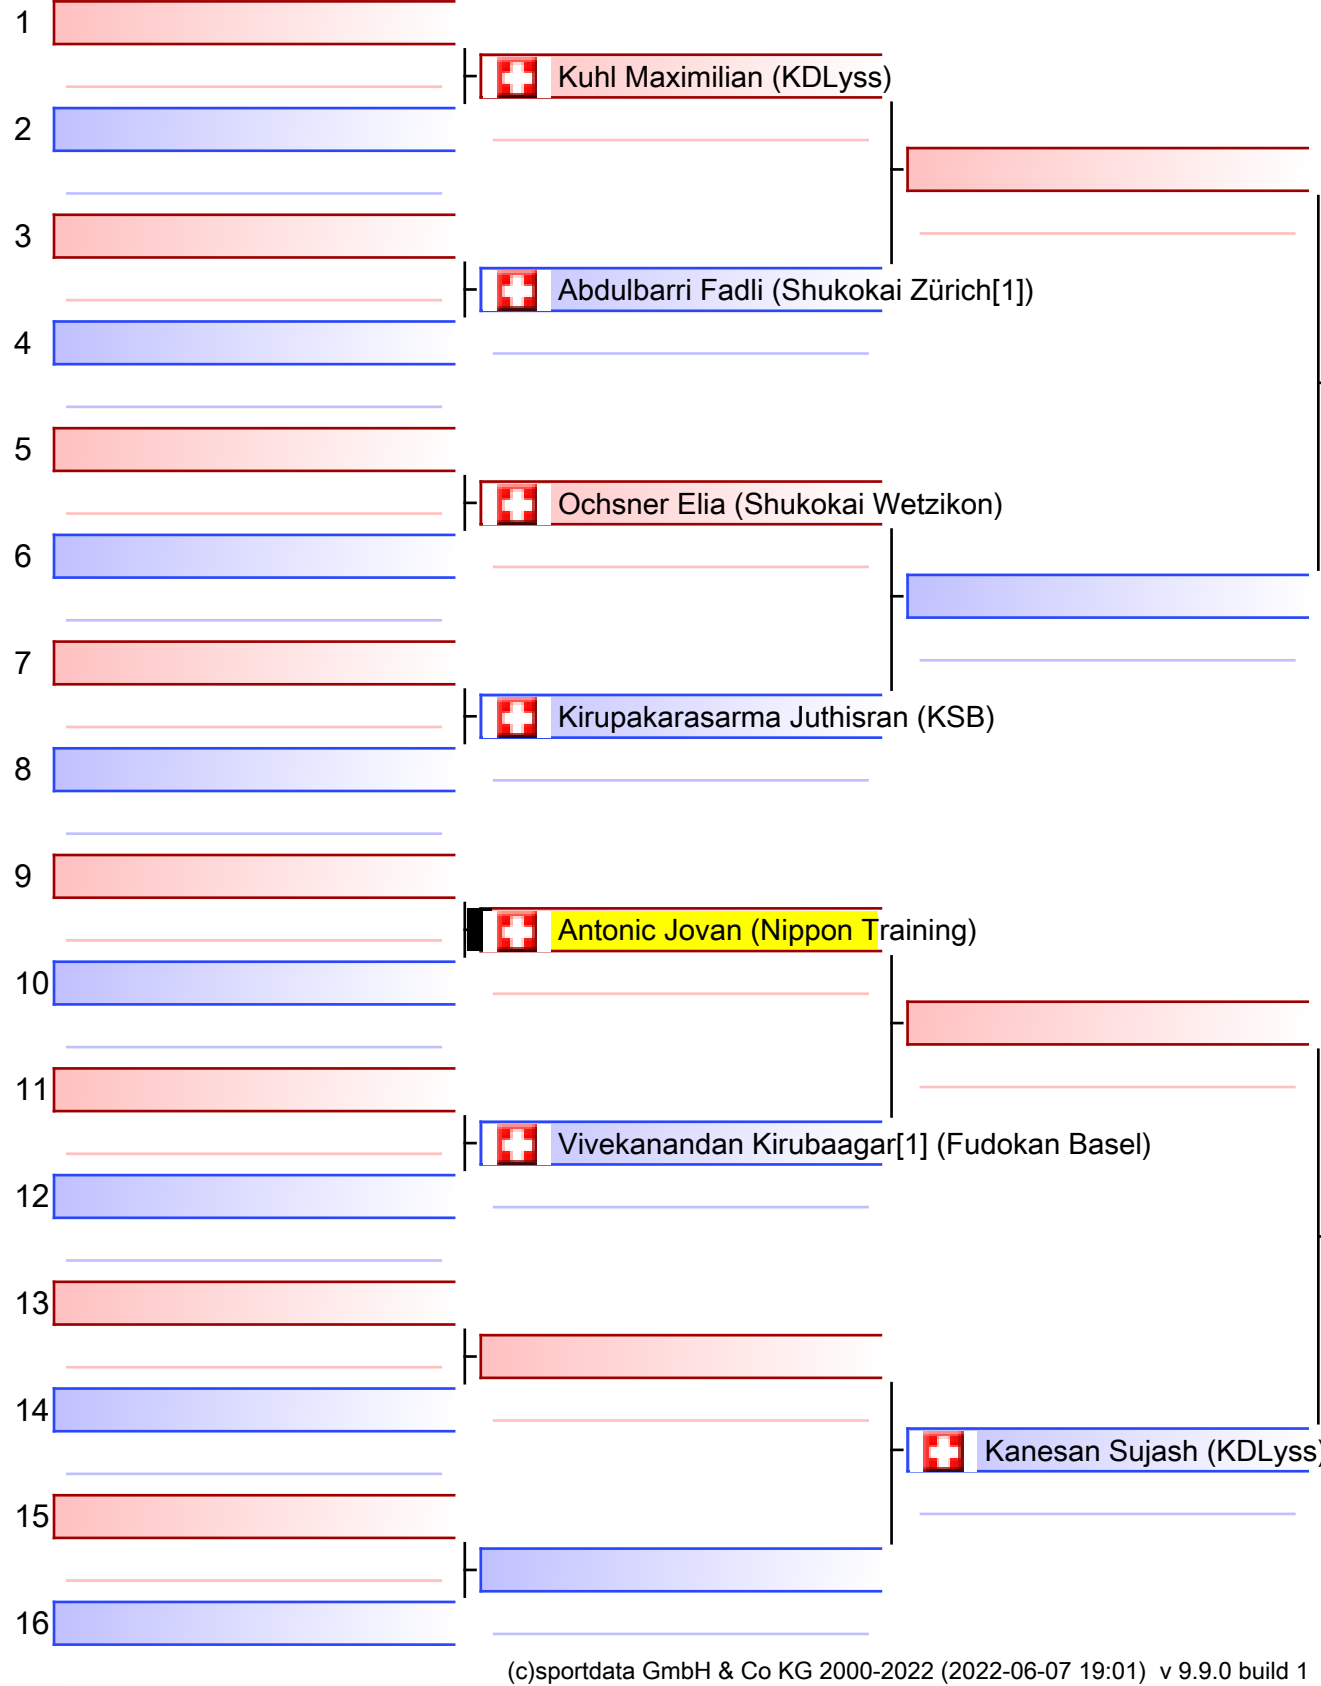 1
Kuhl Maximilian (KDLyss)
2
3
Abdulbarri Fadli (Shukokai Zürich[1])
4
5
Ochsner Elia (Shukokai Wetzikon)
6
7
Kirupakarasarma Juthisran (KSB)
8
9
Antonic Jovan (Nippon Training)
10
11
Vivekanandan Kirubaagar[1] (Fudokan Basel)
12
13
14
Kanesan Sujash (KDLyss)
15
16
(c)sportdata GmbH & Co KG 2000-2022 (2022-06-07 19:01) v 9.9.0 build 1